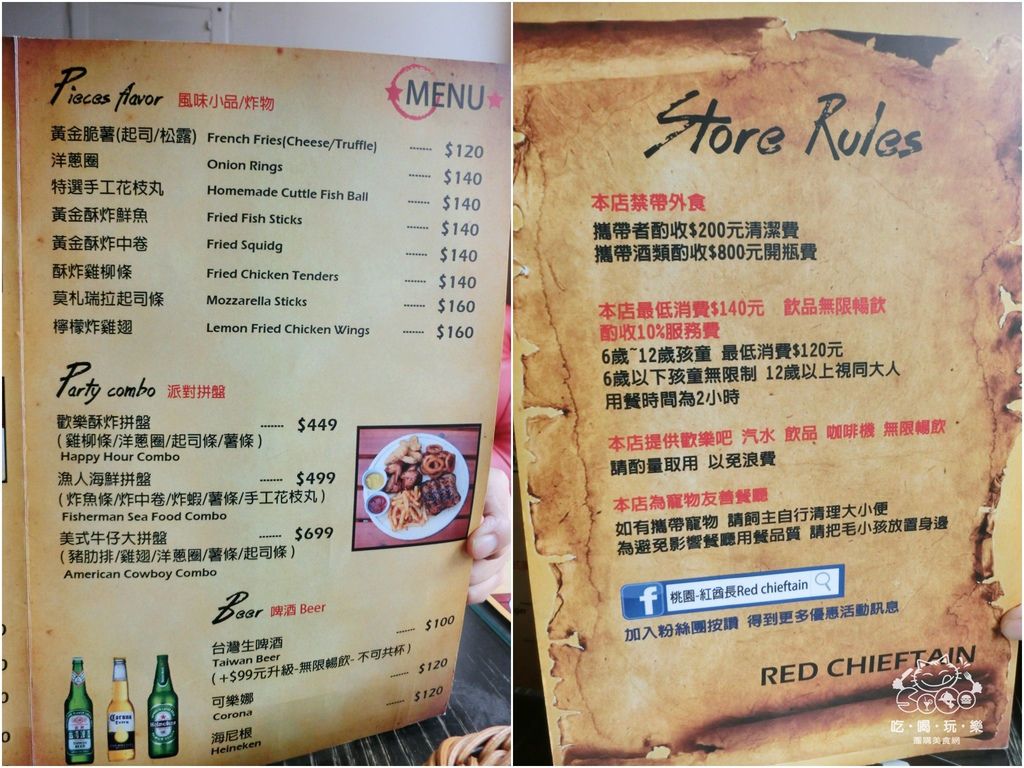 Pieces flavor 風味小品/炸物
MENU
黃金脆薯(起司/松露) French Fries(Cheese/Truffle) ------- $120
洋蔥圈 Onion Rings ------- $140
特選手工花枝丸 Homemade Cuttle Fish Ball ------- $140
黃金酥炸鮮魚 Fried Fish Sticks ------- $140
黃金酥炸中卷 Fried Squidg ------- $140
酥炸雞柳條 Fried Chicken Tenders ------- $140
莫札瑞拉起司條 Mozzarella Sticks ------- $160
檸檬炸雞翅 Lemon Fried Chicken Wings ------- $160
Party combo 派對拼盤
歡樂酥炸拼盤 ------- $449
( 雞柳條/洋蔥圈/起司條/薯條 )
Happy Hour Combo
漁人海鮮拼盤 ------- $499
( 炸魚條/炸中卷/炸蝦/薯條/手工花枝丸 )
Fisherman Sea Food Combo
美式牛仔大拼盤 ------- $699
( 豬肋排/雞翅/洋蔥圈/薯條/起司條 )
American Cowboy Combo
Beer 啤酒 Beer
台灣生啤酒 ------- $100
Taiwan Beer
( +$99元升級-無限暢飲- 不可共杯 )
可樂娜 ------- $120
Corona
海尼根 ------- $120
Heineken
Corona
Heineken
Store Rules
本店禁帶外食
攜帶者酌收$200元清潔費
攜帶酒類酌收$800元開瓶費
本店最低消費$140元 飲品無限暢飲
酌收10%服務費
6歲~12歲孩童 最低消費$120元
6歲以下孩童無限制 12歲以上視同大人
用餐時間為2小時
本店提供歡樂吧 汽水 飲品 咖啡機 無限暢飲
請酌量取用 以免浪費
本店為寵物友善餐廳
如有攜帶寵物 請飼主自行清理大小便
為避免影響餐廳用餐品質 請把毛小孩放置身邊
f 桃園-紅酋長Red chieftain
加入粉絲團按讚 得到更多優惠活動訊息
RED CHIEFTAIN
吃・喝・玩・樂
團購美食網